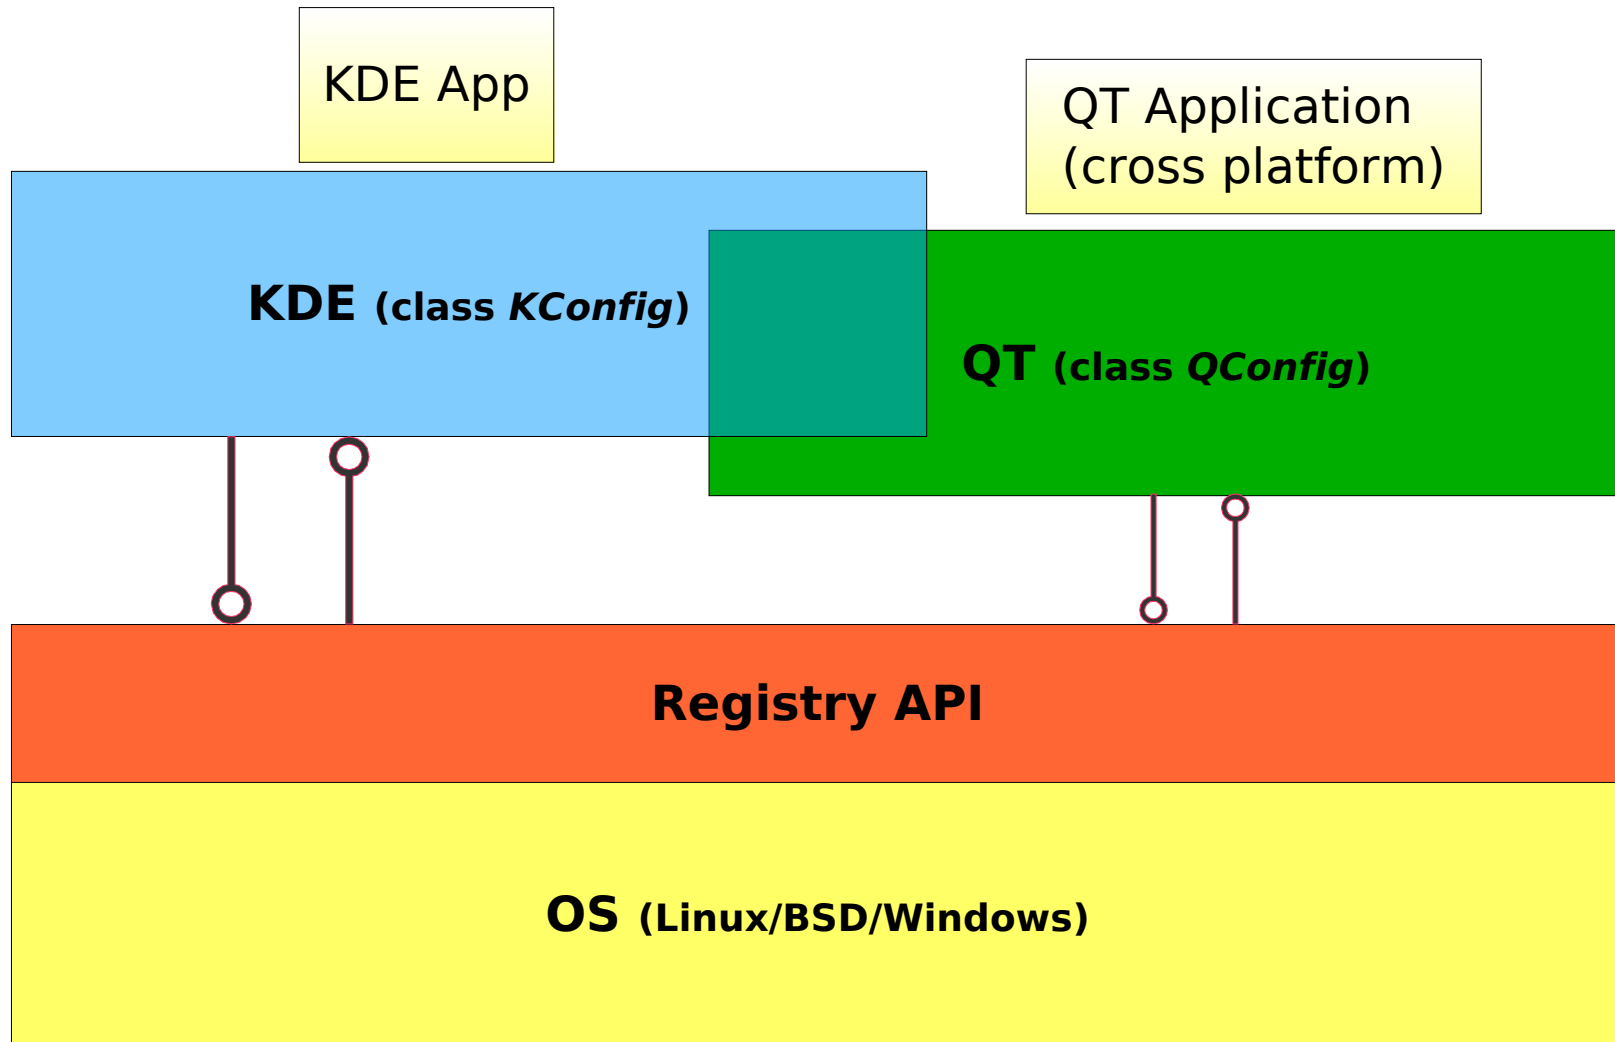 KDE App
QT Application
(cross platform)
KDE (class KConfig)
QT (class QConfig)
Registry API
OS (Linux/BSD/Windows)